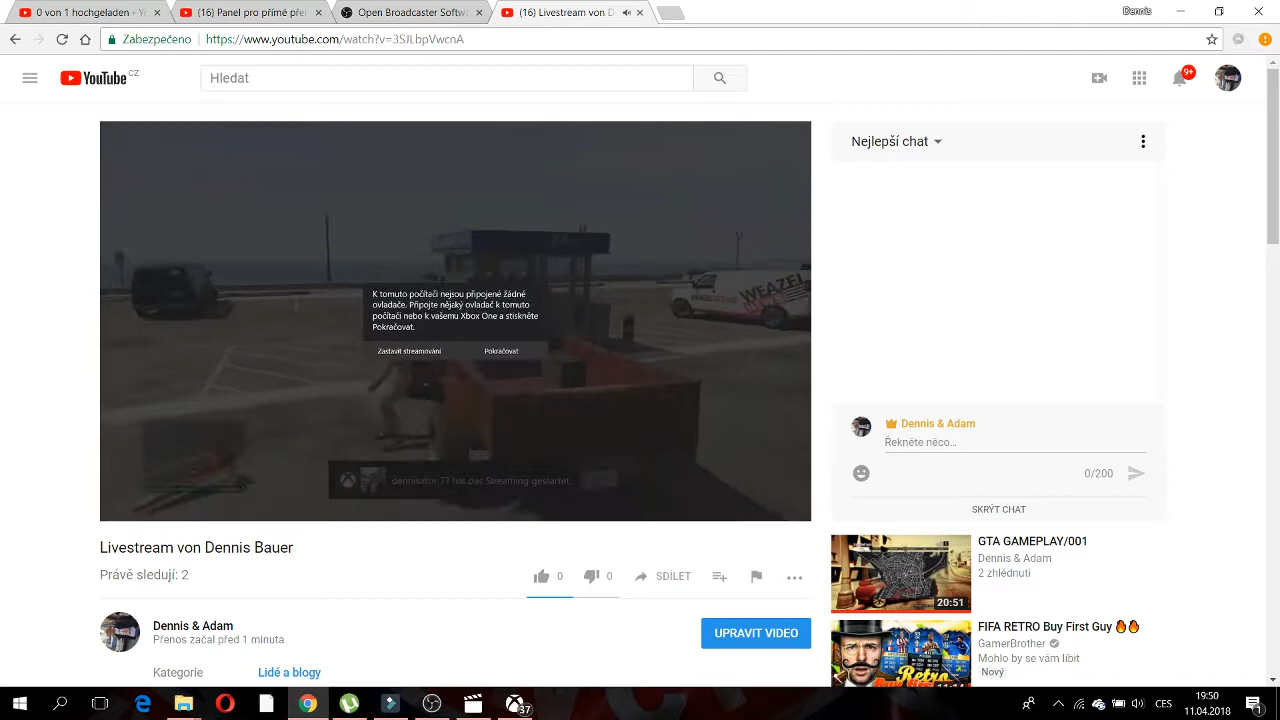 0 von 1 hochgeladen -
(16) Panel pro přímé pře
Open Broadcaster Softw
(16) Livestream von D
Dennis
Zabezpečeno
https://www.youtube.com/watch?v=3SJLbpVwcnA
YouTube CZ
Hledat
9+
Nejlepší chat
WEAZEL
K tomuto počítači nejsou připojené žádné
ovladače. Připojte nějaký ovladač k tomuto
počítači nebo k vašemu Xbox One a stiskněte
Pokračovat.
Zastavit streamování
Pokračovat
dennisator 77 hat das Streaming gestartet.
Dennis & Adam
Řekněte něco...
0/200
SKRÝT CHAT
Livestream von Dennis Bauer
Právě sledují: 2
0
0
SDÍLET
Dennis & Adam
Přenos začal před 1 minuta
UPRAVIT VIDEO
Kategorie
Lidé a blogy
GTA GAMEPLAY/001
Dennis & Adam
2 zhlédnutí
20:51
FIFA RETRO Buy First Guy 🔥🔥
GamerBrother
Mohlo by se vám líbit
Nový
Retro
37
CES
19:50
11.04.2018
1